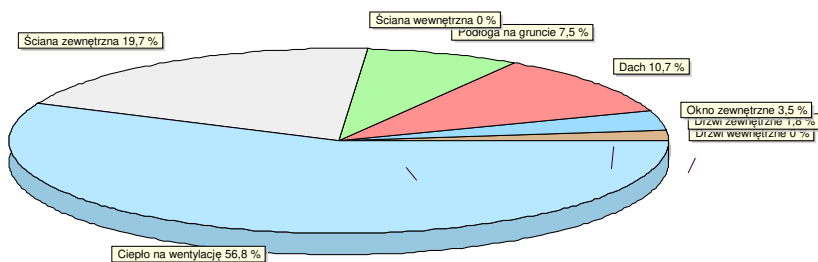 Ściana wewnętrzna 0 %
Podłoga na gruncie 7,5 %
Ściana zewnętrzna 19,7 %
Dach 10,7 %
Okno zewnętrzne 3,5 %
Drzwi zewnętrzne 1,8 %
Drzwi wewnętrzne 0 %
Ciepło na wentylację 56,8 %